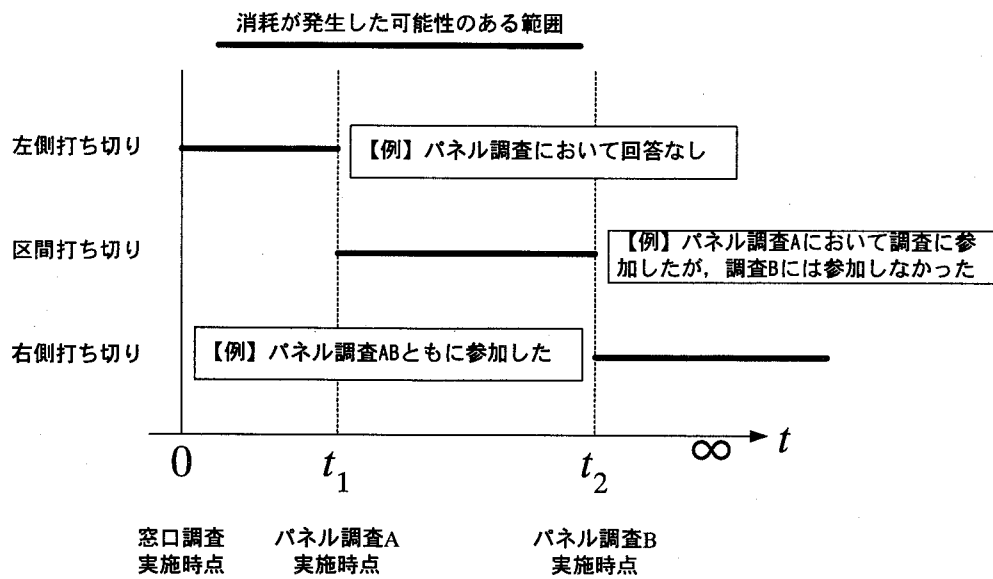 消耗が発生した可能性のある範囲
左側打ち切り
【例】パネル調査において回答なし
区間打ち切り
【例】パネル調査Aにおいて調査に参
加したが，調査Bには参加しなかった
右側打ち切り
【例】パネル調査ABともに参加した
0
t1
t2
∞
t
窓口調査
実施時点
パネル調査A
実施時点
パネル調査B
実施時点